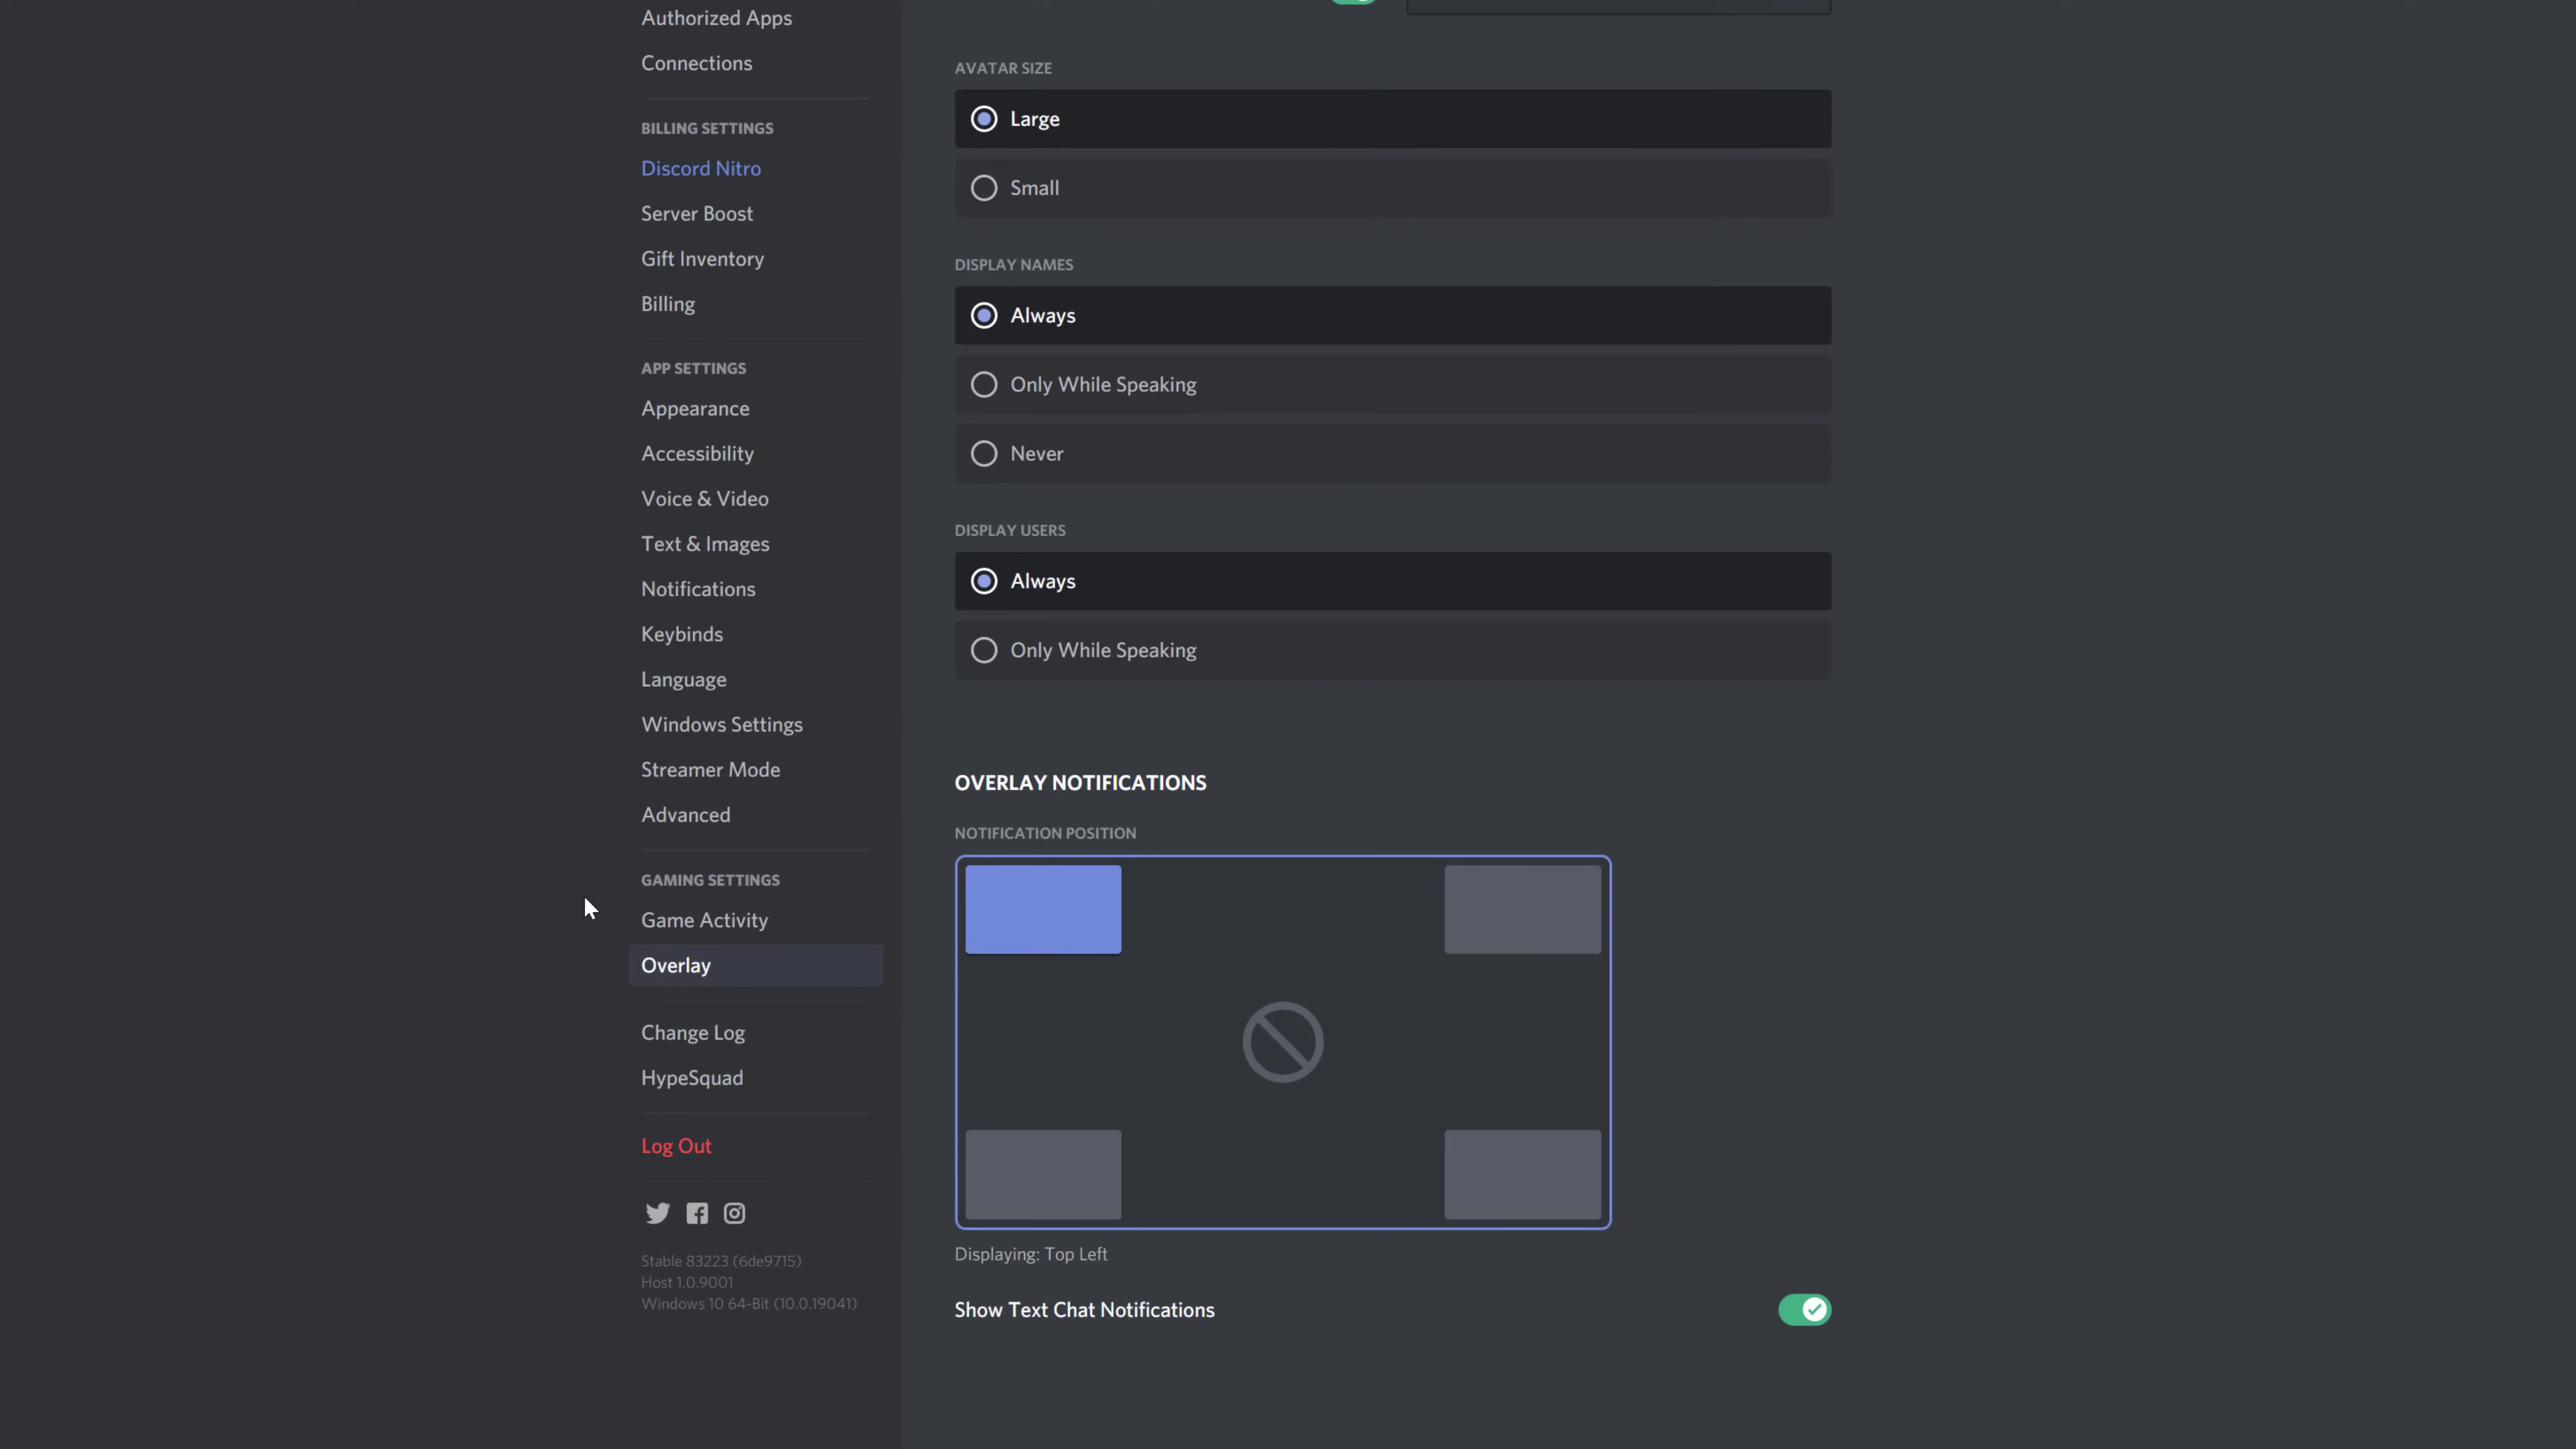 Authorized Apps
Connections
BILLING SETTINGS
Discord Nitro
Server Boost
Gift Inventory
Billing
APP SETTINGS
Appearance
Accessibility
Voice & Video
Text & Images
Notifications
Keybinds
Language
Windows Settings
Streamer Mode
Advanced
GAMING SETTINGS
Game Activity
Overlay
Change Log
HypeSquad
Log Out
Stable 83223 (6de9715)
Host 1.0.9001
Windows 10 64-Bit (10.0.19041)
AVATAR SIZE
Large
Small
DISPLAY NAMES
Always
Only While Speaking
Never
DISPLAY USERS
Always
Only While Speaking
OVERLAY NOTIFICATIONS
NOTIFICATION POSITION
Displaying: Top Left
Show Text Chat Notifications